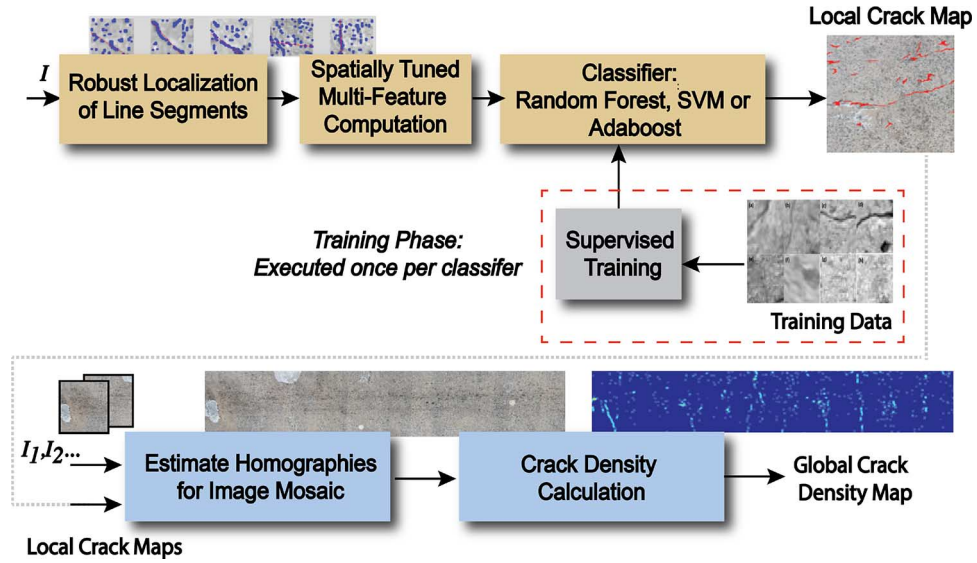 Local Crack Map
I
Robust Localization
of Line Segments
Spatially Tuned
Multi-Feature
Computation
Classifier:
Random Forest, SVM or
Adaboost
Training Phase:
Executed once per classifer
Supervised
Training
(a)
(b)
(c)
(d)
(e)
(f)
(g)
(h)
Training Data
I1,I2...
Estimate Homographies
for Image Mosaic
Crack Density
Calculation
Global Crack
Density Map
Local Crack Maps